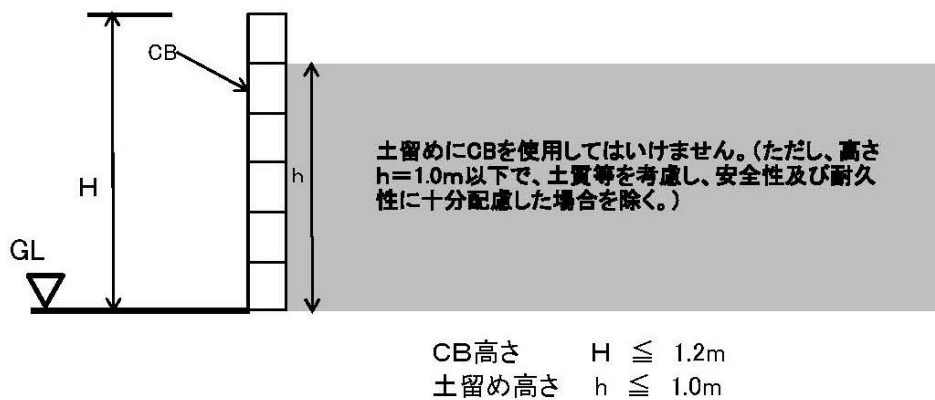 CB
土留めにCBを使用してはいけません。(ただし、高さ
h=1.0m以下で、土質等を考慮し、安全性及び耐久
性に十分配慮した場合を除く。)
H
h
GL
CB高さ H ≦ 1.2m
土留め高さ h ≦ 1.0m